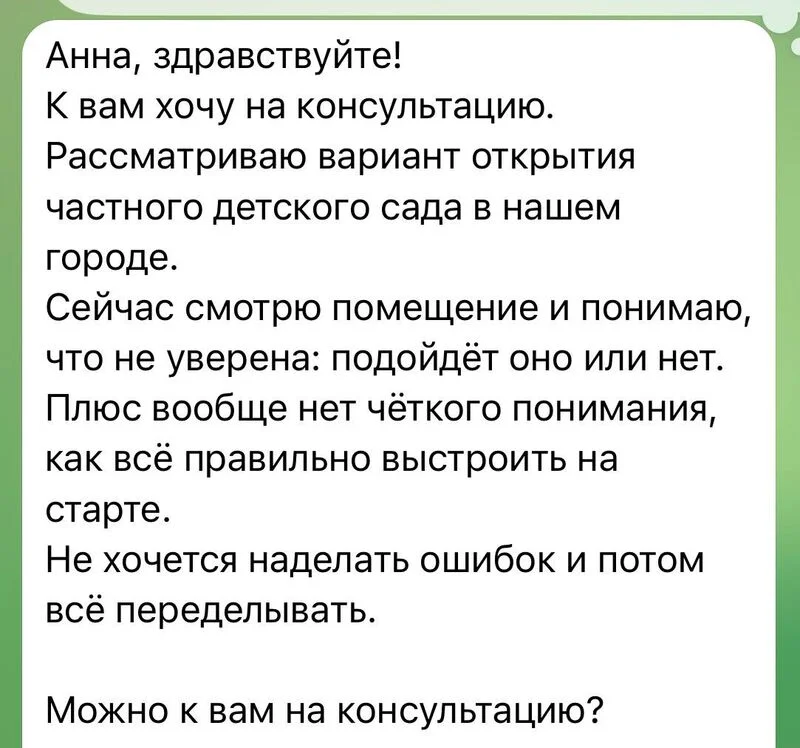 Анна, здравствуйте!
К вам хочу на консультацию.
Рассматриваю вариант открытия
частного детского сада в нашем
городе.
Сейчас смотрю помещение и понимаю,
что не уверена: подойдёт оно или нет.
Плюс вообще нет чёткого понимания,
как всё правильно выстроить на
старте.
Не хочется наделать ошибок и потом
всё переделывать.
Можно к вам на консультацию?